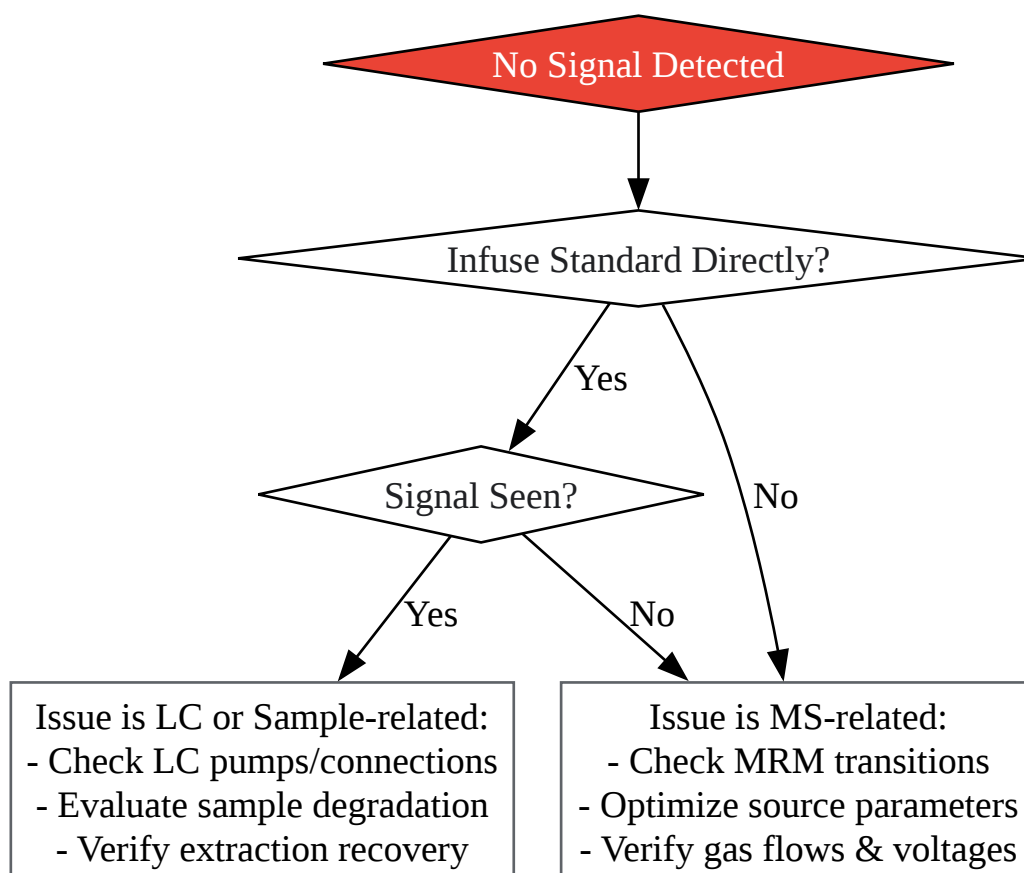 No Signal Detected
Infuse Standard Directly?
Yes
Signal Seen?
No
Yes
No
Issue is LC or Sample-related:
- Check LC pumps/connections
- Evaluate sample degradation
- Verify extraction recovery
Issue is MS-related:
- Check MRM transitions
- Optimize source parameters
- Verify gas flows & voltages